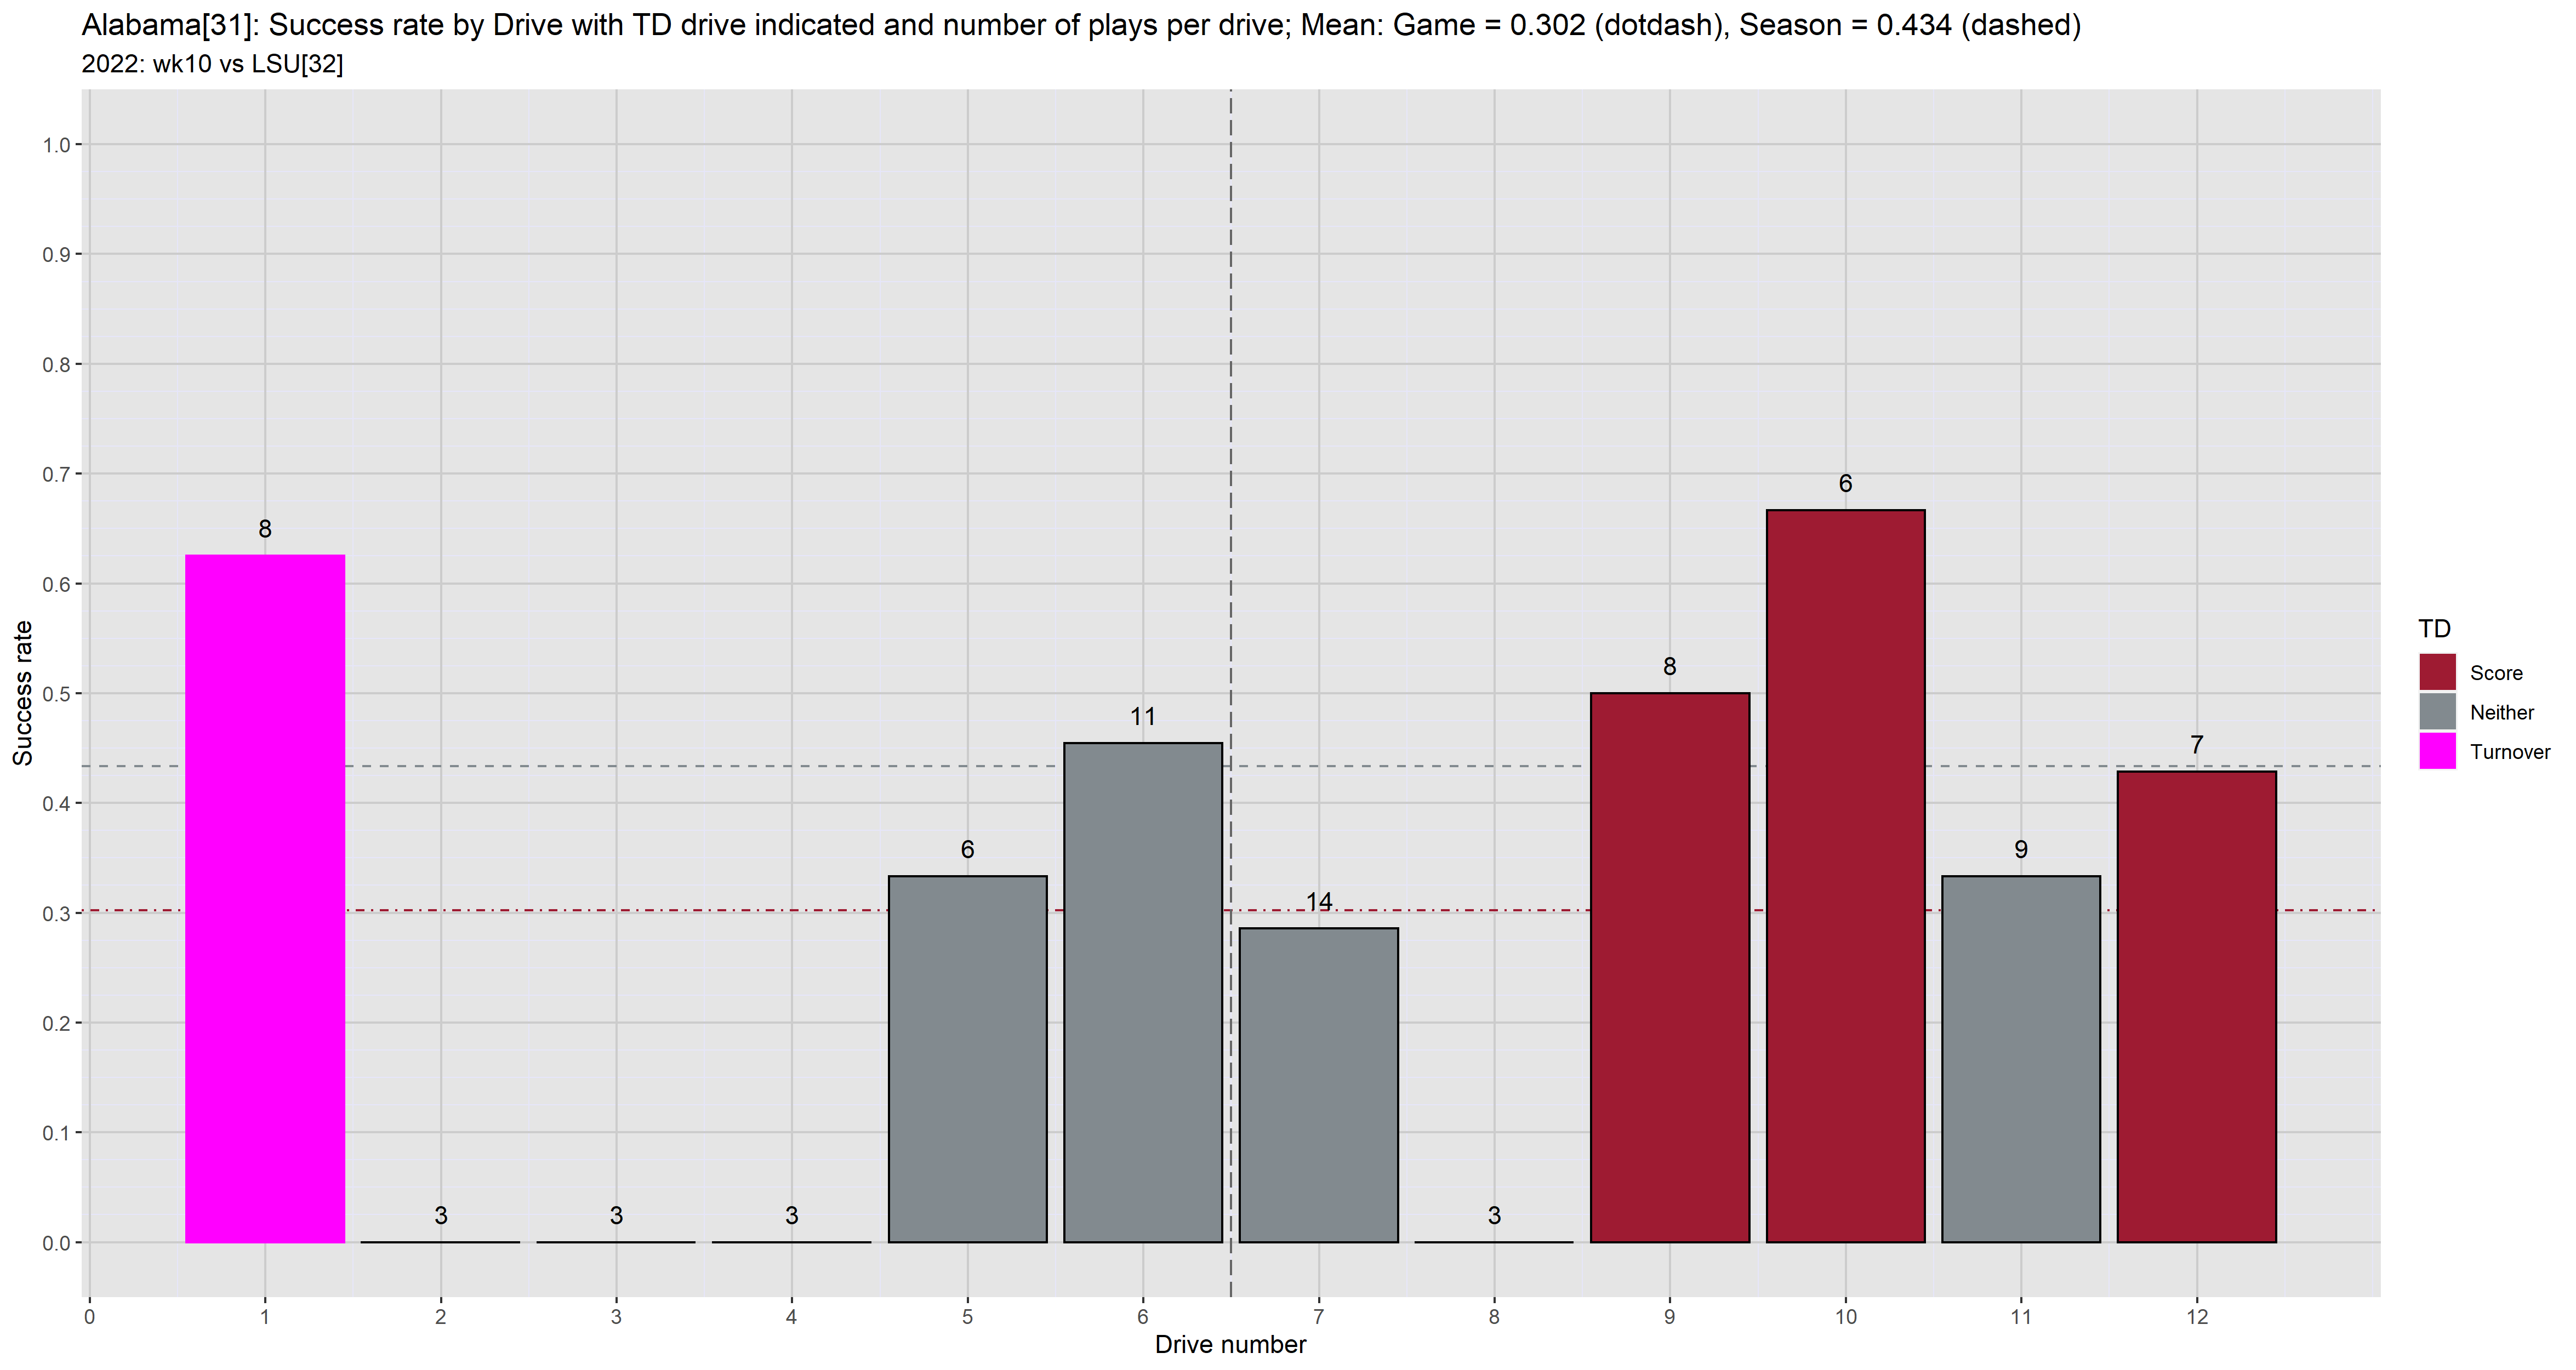 Alabama[31]: Success rate by Drive with TD drive indicated and number of plays per drive; Mean: Game = 0.302 (dotdash), Season = 0.434 (dashed)
2022: wk10 vs LSU[32]
Success rate
1.0
0.9
0.8
0.7
0.6
0.5
0.4
0.3
0.2
0.1
0.0
8
3
3
3
6
11
14
3
8
6
9
7
0 1 2 3 4 5 6 7 8 9 10 11 12
Drive number
TD
Score
Neither
Turnover